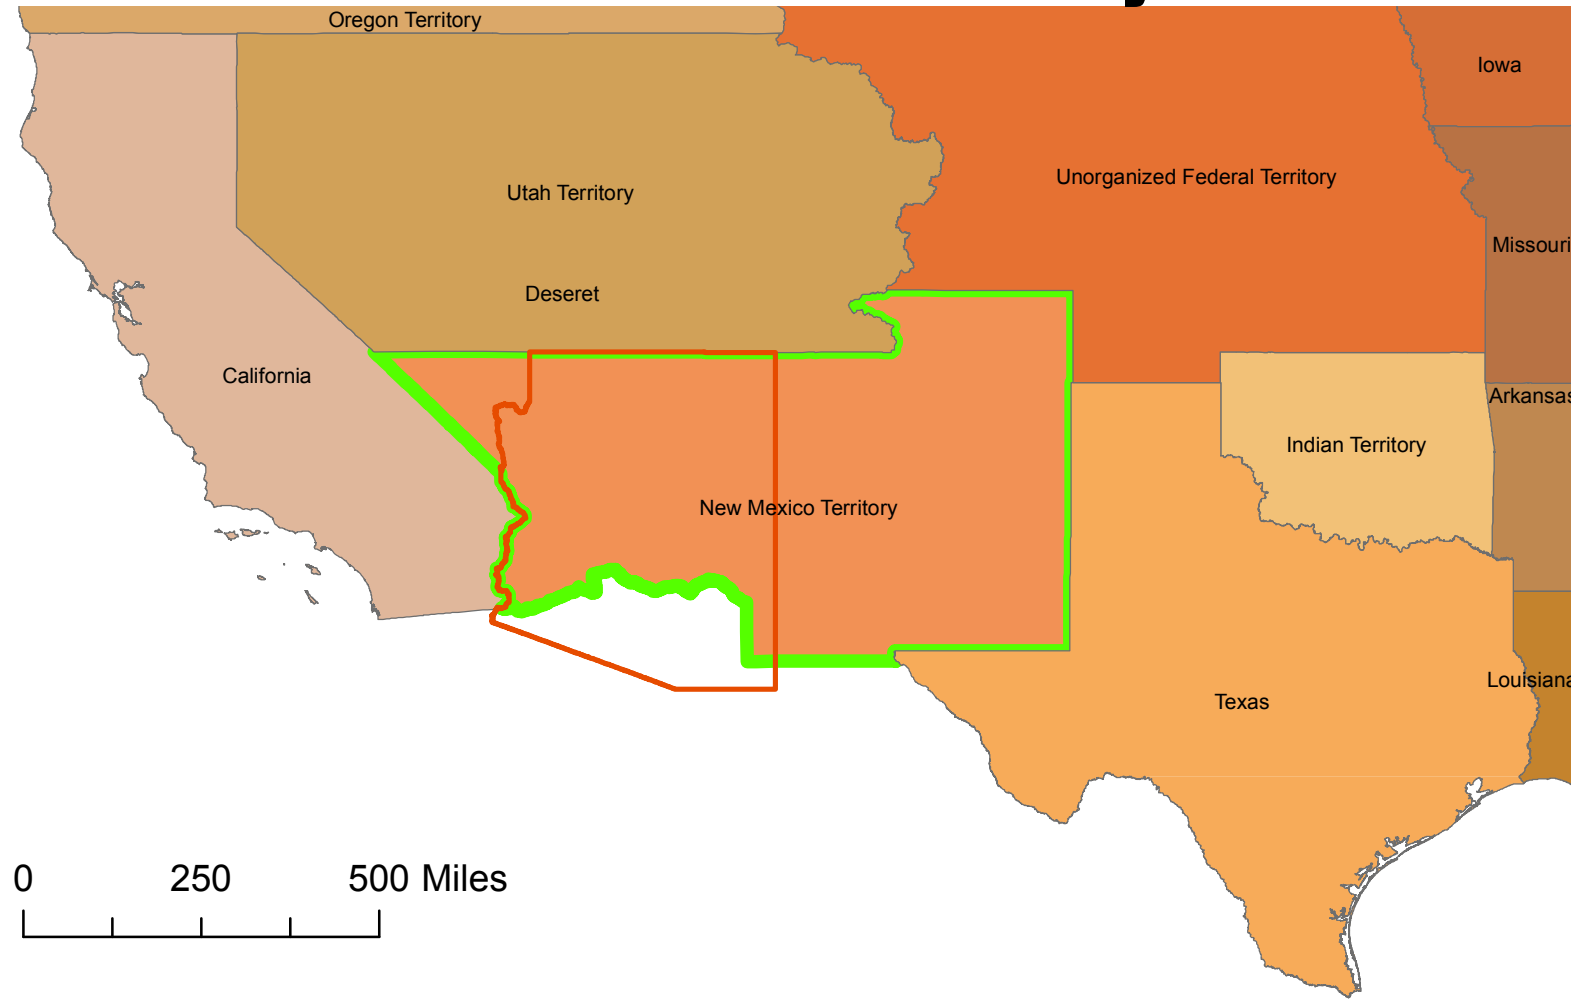 Oregon Territory
Iowa
Unorganized Federal Territory
Utah Territory
Missouri
Deseret
California
Arkansas
Indian Territory
New Mexico Territory
Louisiana
Texas
0 250 500 Miles